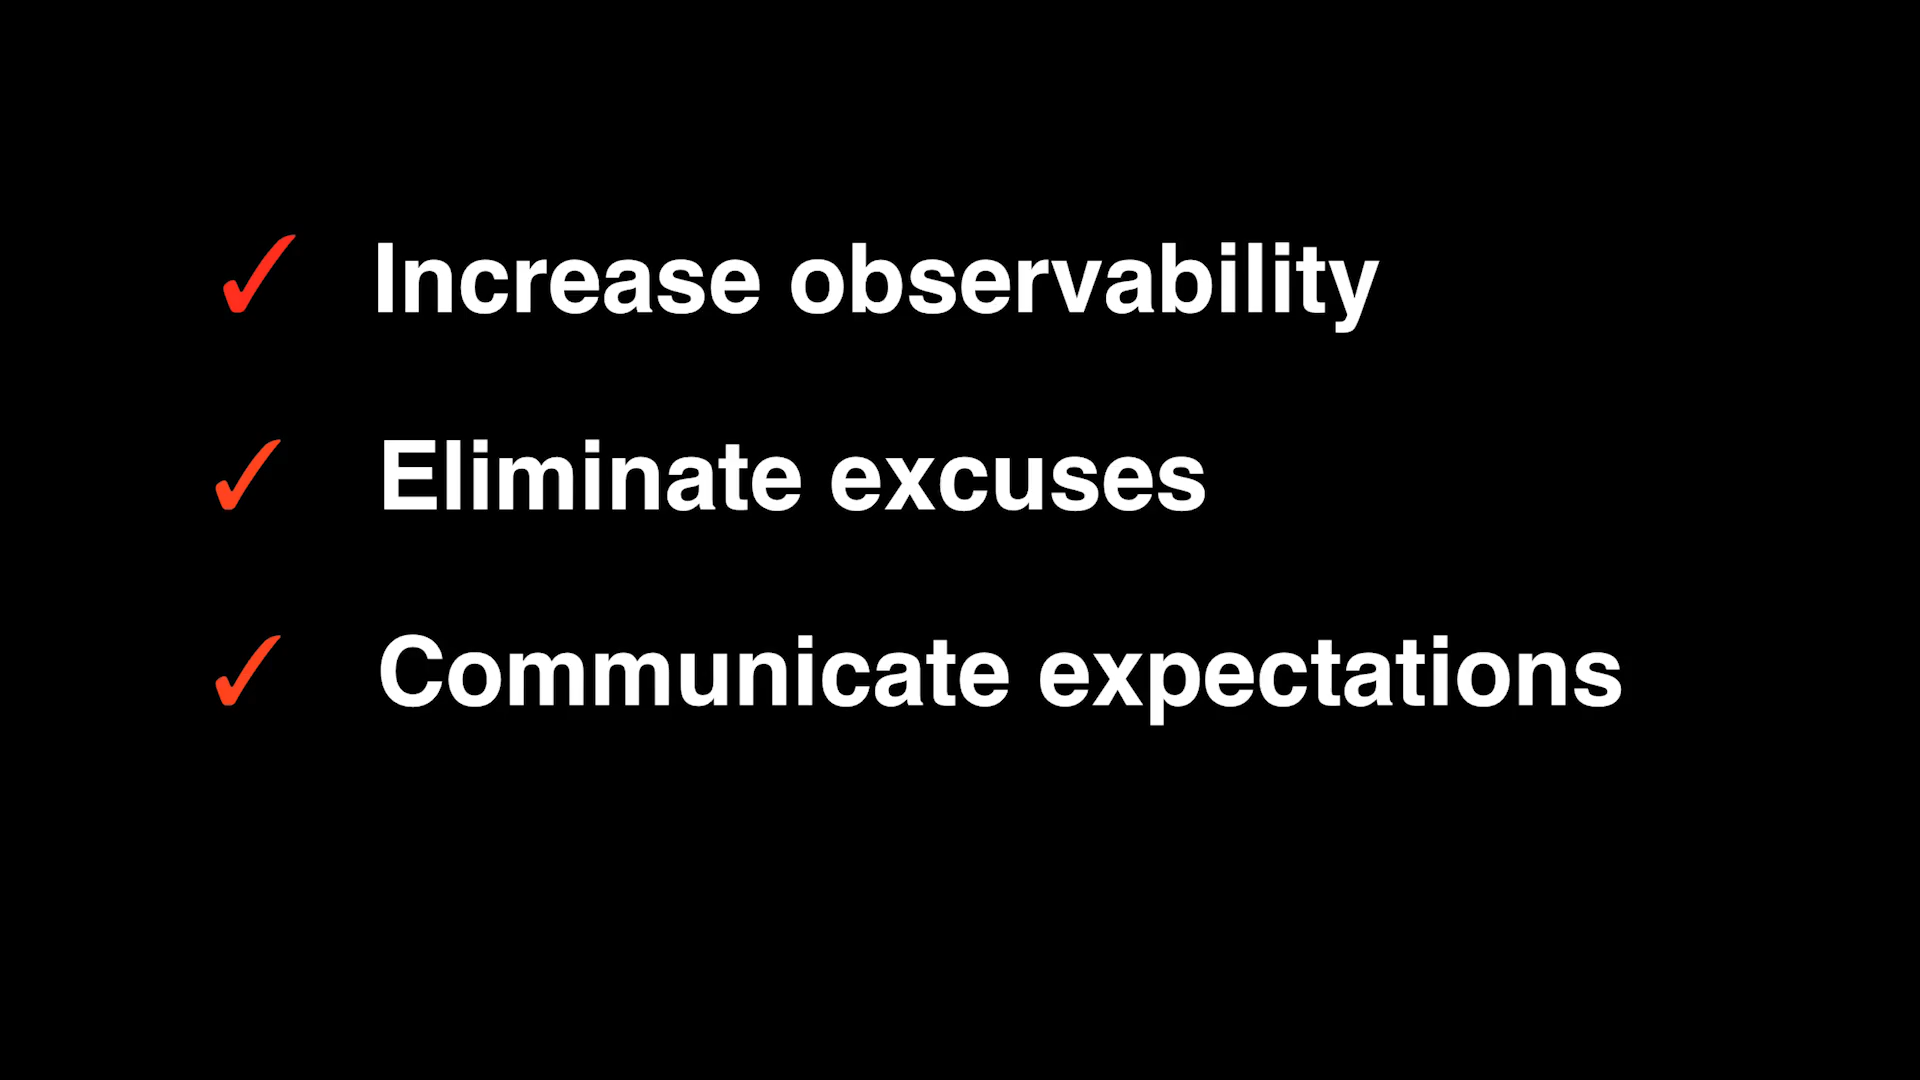 ✓ Increase observability
✓ Eliminate excuses
✓ Communicate expectations